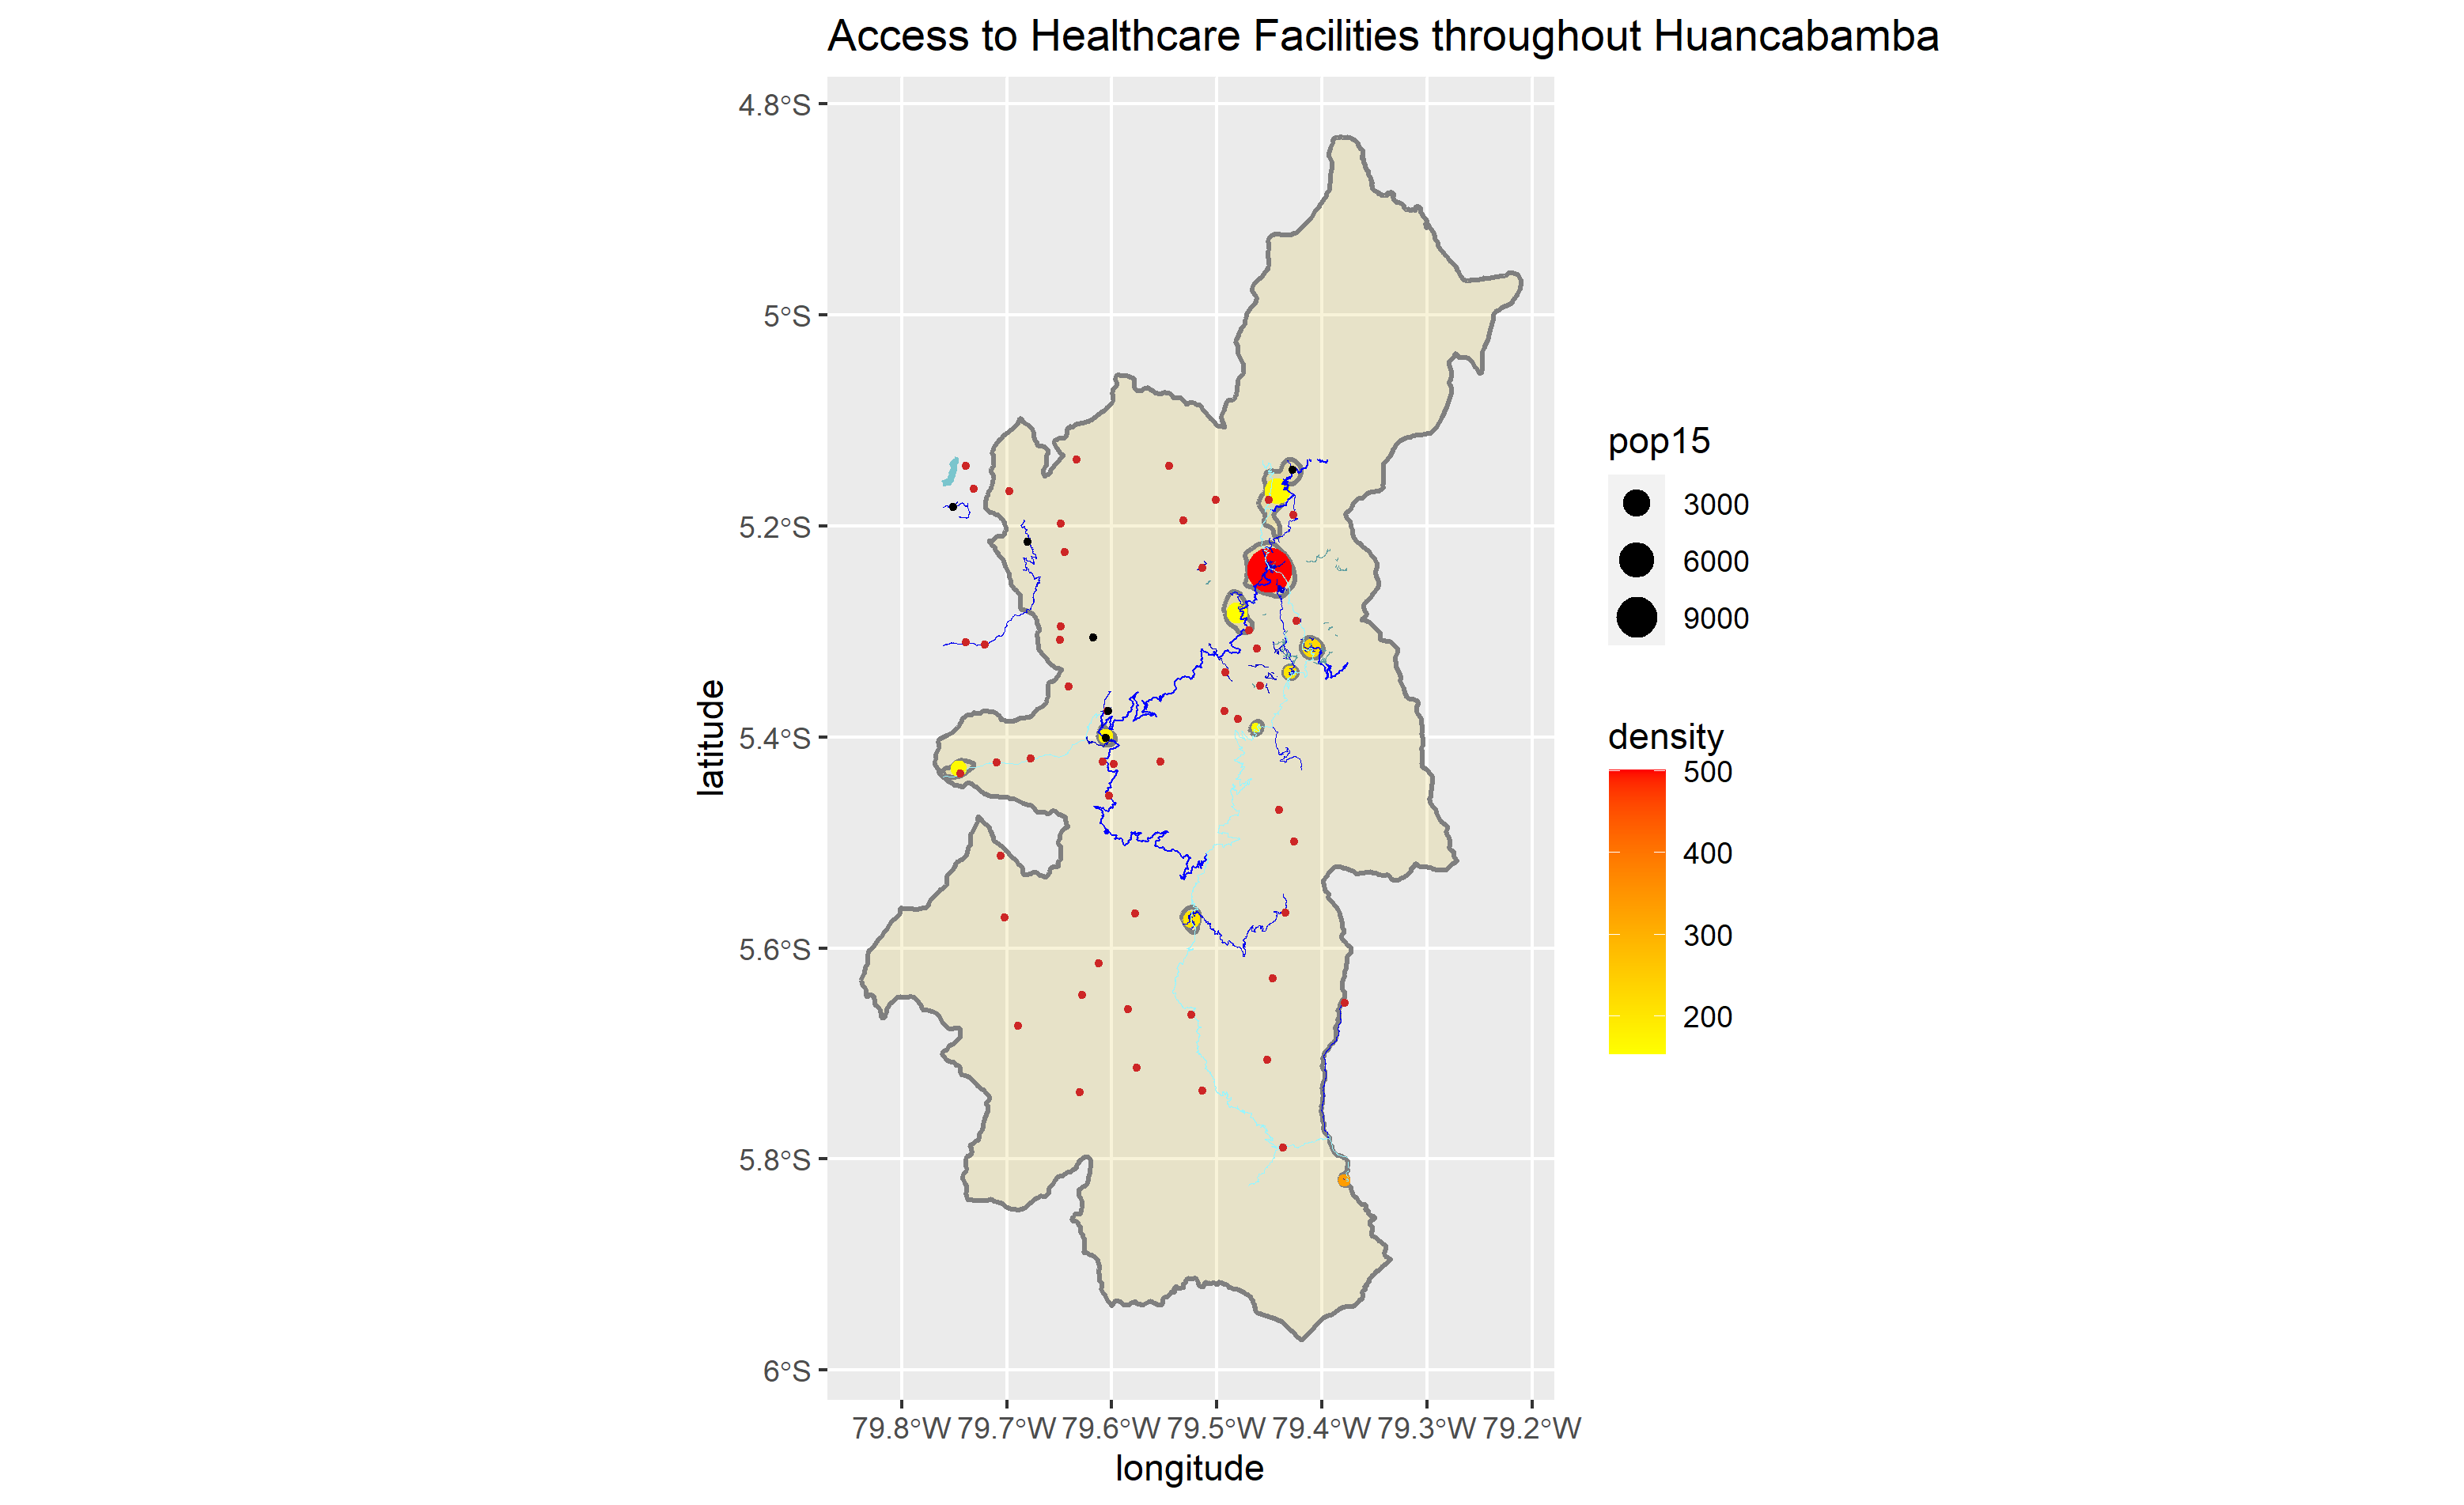 Access to Healthcare Facilities throughout Huancabamba
4.8°S
5°S
5.2°S
5.4°S
5.6°S
5.8°S
6°S
latitude
79.8°W 79.7°W 79.6°W 79.5°W 79.4°W 79.3°W 79.2°W
longitude
pop15
3000
6000
9000
density
500
400
300
200